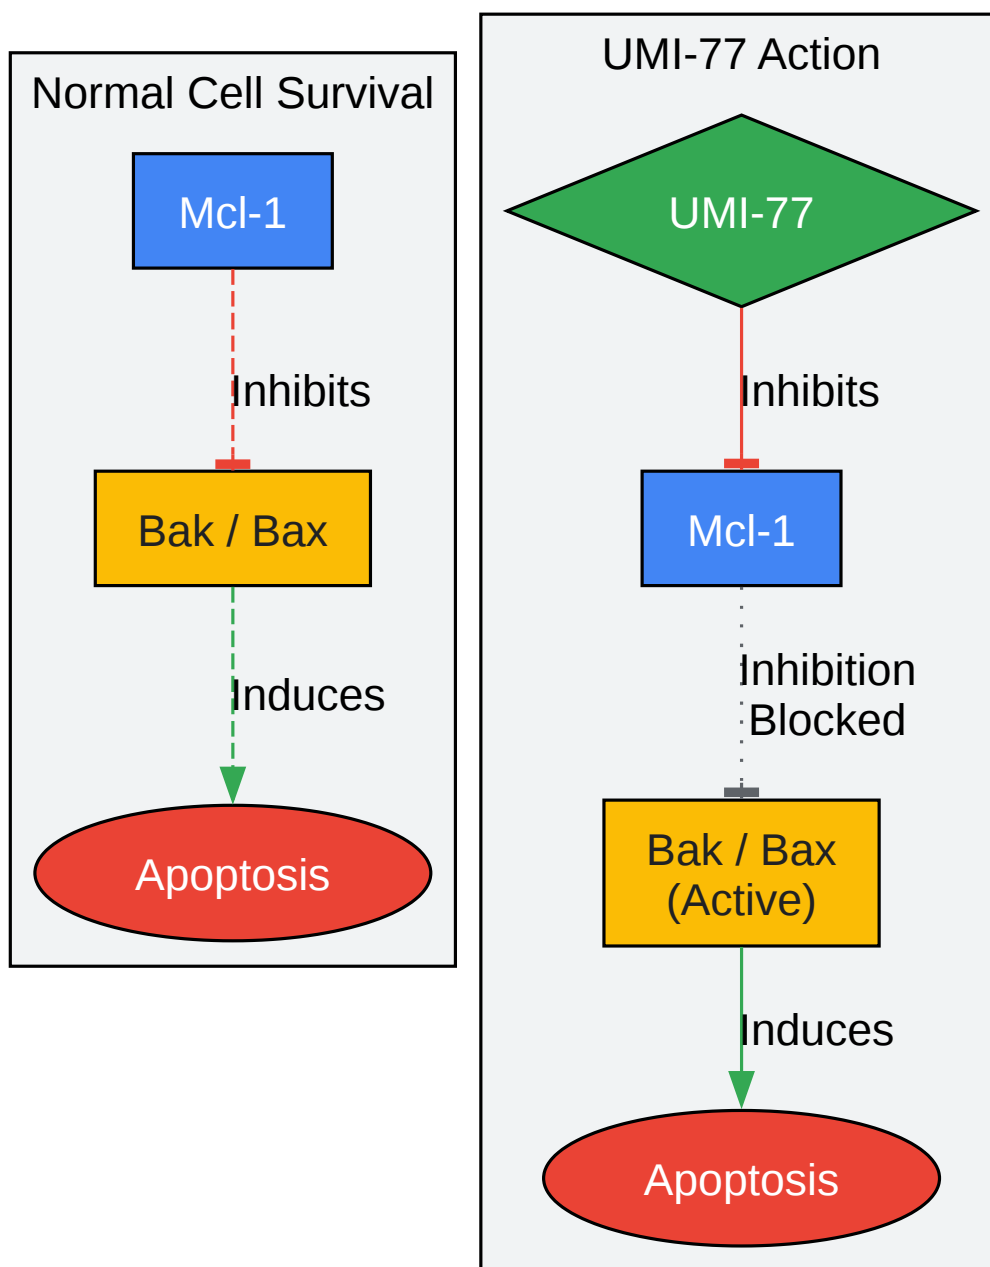 Normal Cell Survival
Mcl-1
Inhibits
Bak / Bax
Induces
Apoptosis
UMI-77 Action
UMI-77
Inhibits
Mcl-1
Inhibition
Blocked
Bak / Bax
(Active)
Induces
Apoptosis